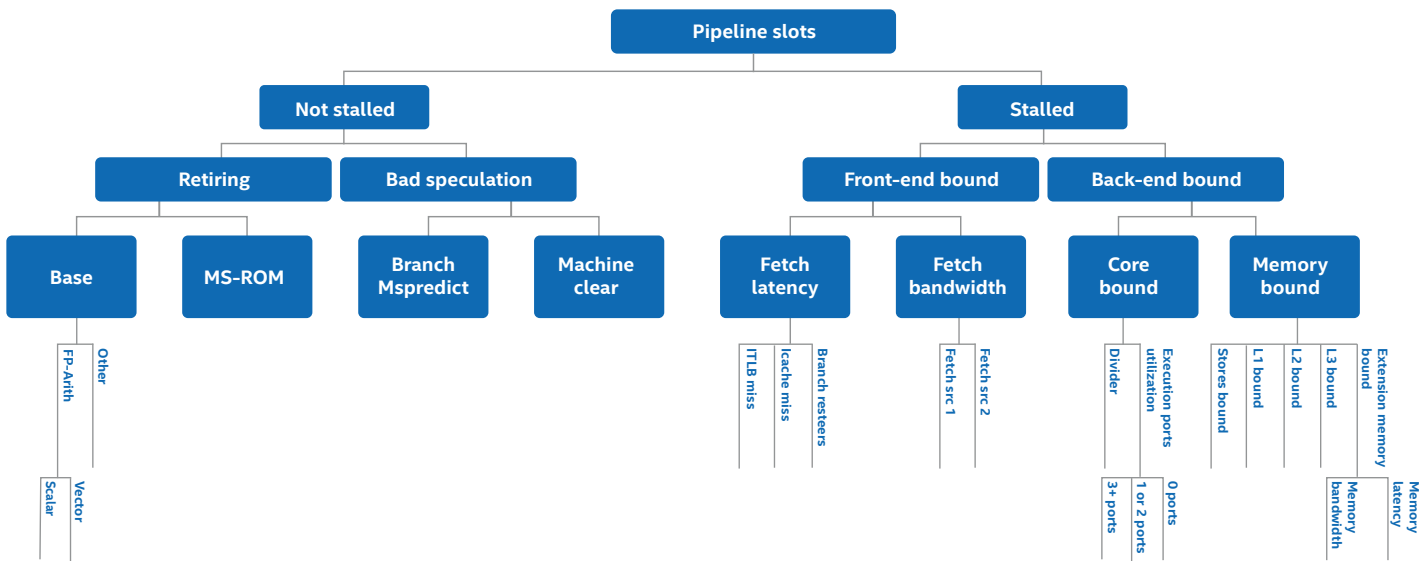 Pipeline slots
Not stalled
Stalled
Retiring
Bad speculation
Front-end bound
Back-end bound
Base
MS-ROM
Branch
Mspredict
Machine
clear
Fetch
latency
Fetch
bandwidth
Core
bound
Memory
bound
FP-Arith
Other
ITLB miss
Icache miss
Branch resteers
Fetch src 1
Fetch src 2
Divider
Execution ports
utilization
Stores bound
L1 bound
L2 bound
L3 bound
Extension memory
bound
Scalar
Vector
3+ ports
1 or 2 ports
0 ports
Memory
bandwidth
Memory
latency